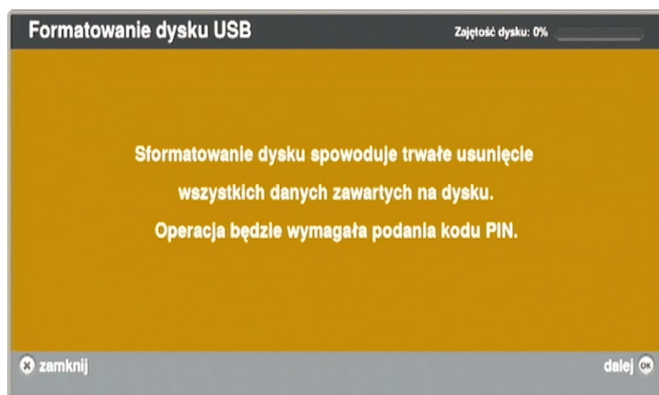 Formatowanie dysku USB
Zajętość dysku: 0%
Sformatowanie dysku spowoduje trwałe usunięcie
wszystkich danych zawartych na dysku.
Operacja będzie wymagała podania kodu PIN.
x zamknij
dalej OK